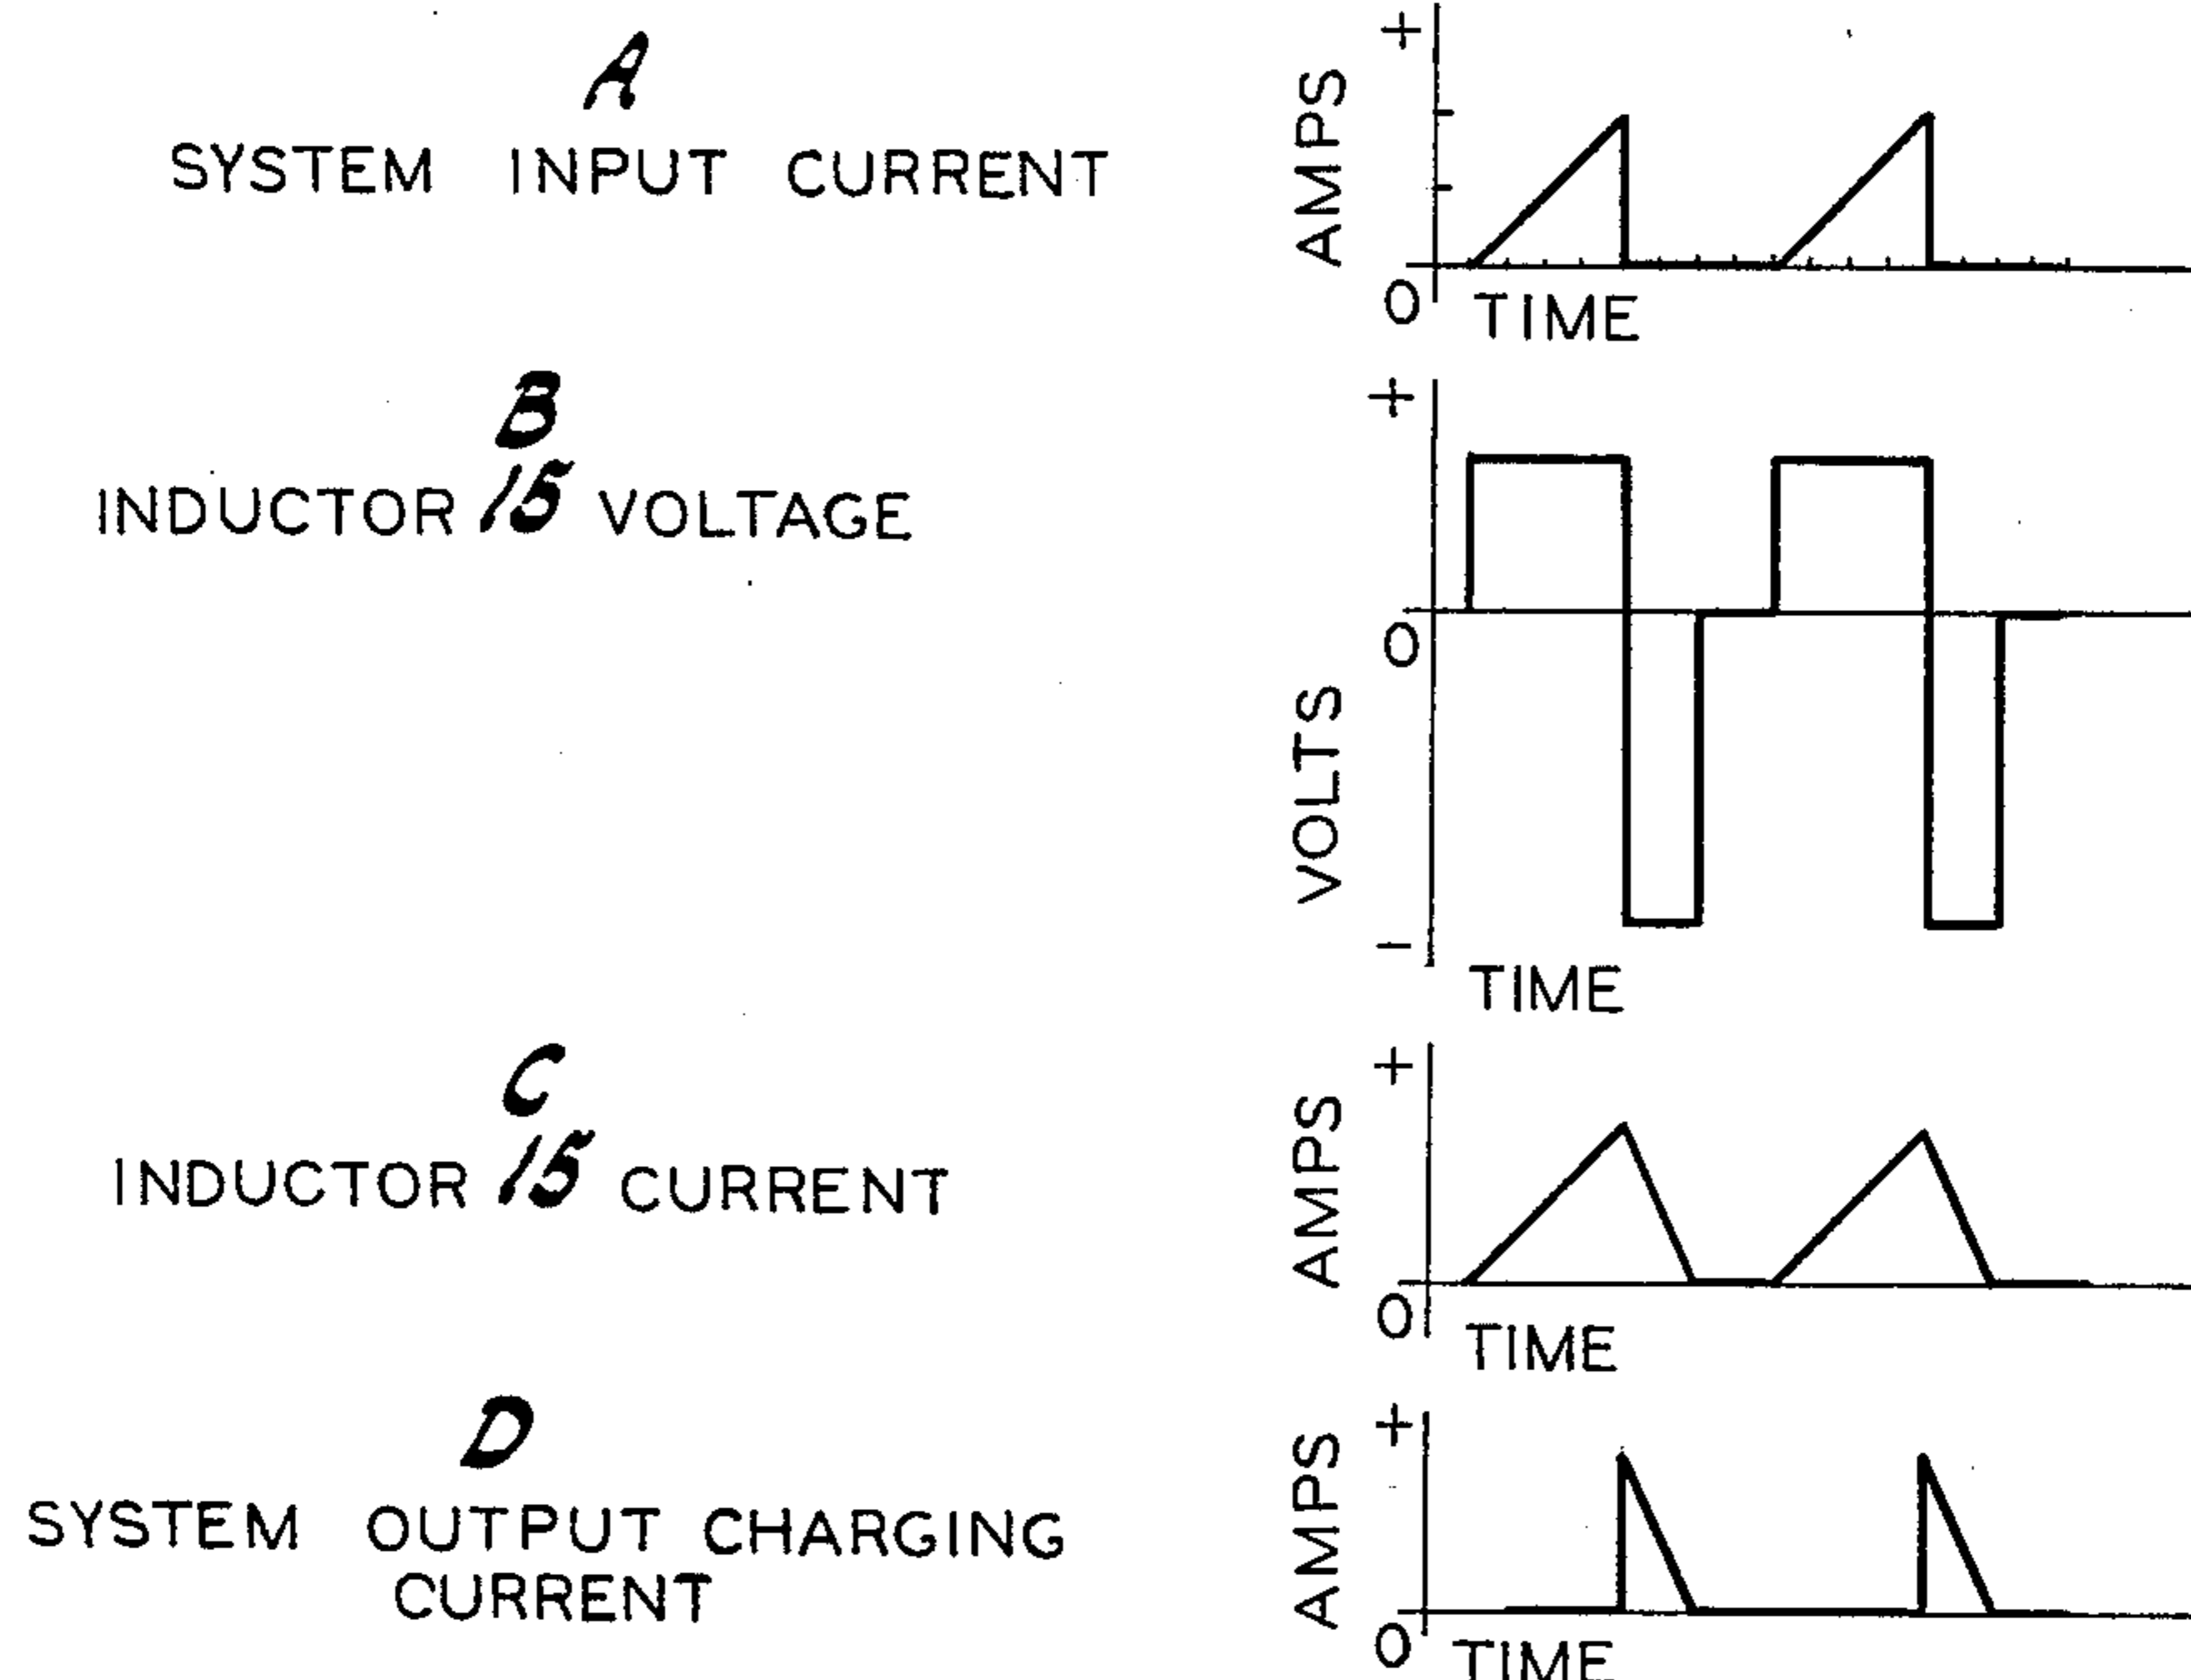 A
SYSTEM INPUT CURRENT
+
AMPS
0
TIME
B
INDUCTOR 15 VOLTAGE
+
0
VOLTS
-
TIME
C
INDUCTOR 15 CURRENT
+
AMPS
0
TIME
D
SYSTEM OUTPUT CHARGING
CURRENT
+
AMPS
0
TIME